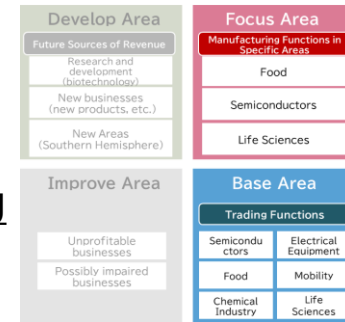 Develop Area
Future Sources of Revenue
Research and
development
(biotechnology)
New businesses
(new products, etc.)
New Areas
(Southern Hemisphere)
Focus Area
Manufacturing Functions in
Specific Areas
Food
Semiconductors
Life Sciences
Improve Area
Unprofitable
businesses
Possibly impaired
businesses
Base Area
Trading Functions
Semicondu
ctors
Electrical
Equipment
Food
Mobility
Chemical
Industry
Life
Sciences